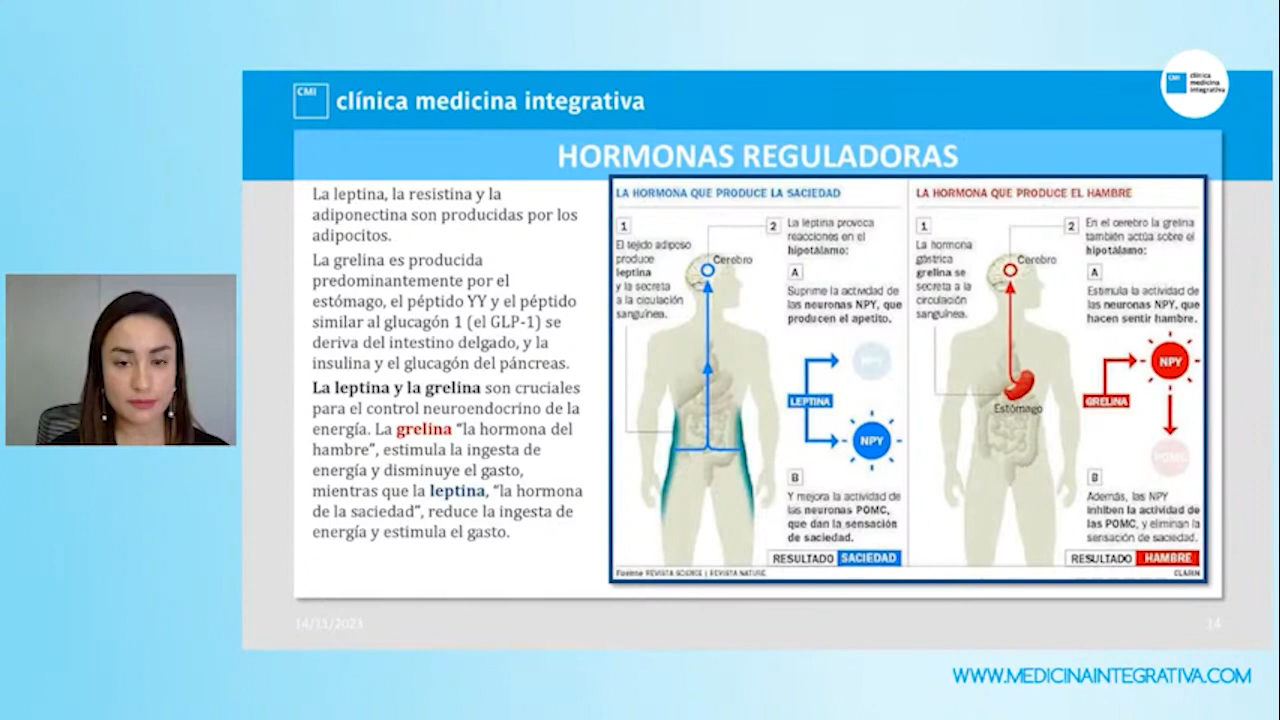 CMI clínica medicina integrativa
CMI
clínica
medicina
integrativa
HORMONAS REGULADORAS
La leptina, la resistina y la
adiponectina son producidas por los
adipocitos.
La grelina es producida
predominantemente por el
estómago, el péptido YY y el péptido
similar al glucagón 1 (el GLP-1) se
deriva del intestino delgado, y la
insulina y el glucagón del páncreas.
La leptina y la grelina son cruciales
para el control neuroendocrino de la
energía. La grelina “la hormona del
hambre”, estimula la ingesta de
energía y disminuye el gasto,
mientras que la leptina, “la hormona
de la saciedad”, reduce la ingesta de
energía y estimula el gasto.
LA HORMONA QUE PRODUCE LA SACIEDAD
1
El tejido adiposo
produce
leptina
y la secreta
a la ciculación
sanguínea.
Cerebro
2
La leptina provoca
reacciones en el
hipotálamo:
A
Suprime la actividad de
las neuronas NPY, que
producen el apetito.
NPY
LEPTINA
NPY
B
Y mejora la actividad de
las neuronas POMC,
que dan la sensación
de saciedad.
RESULTADO SACIEDAD
Fuente: REVISTA SCIENCE | REVISTA NATURE
LA HORMONA QUE PRODUCE EL HAMBRE
1
La hormona
gástrica
grelina se
secreta a la
circulación
sanguínea.
Cerebro
Estómago
2
En el cerebro la grelina
también actúa sobre el
hipotálamo:
A
Estimula la actividad de
las neuronas NPY, que
hacen sentir hambre.
NPY
GRELINA
POMC
B
Además, las NPY
inhiben la actividad de
las POMC, y eliminan la
sensación de saciedad.
RESULTADO HAMBRE
CLARIN
14/11/2023
14
WWW.MEDICINAINTEGRATIVA.COM